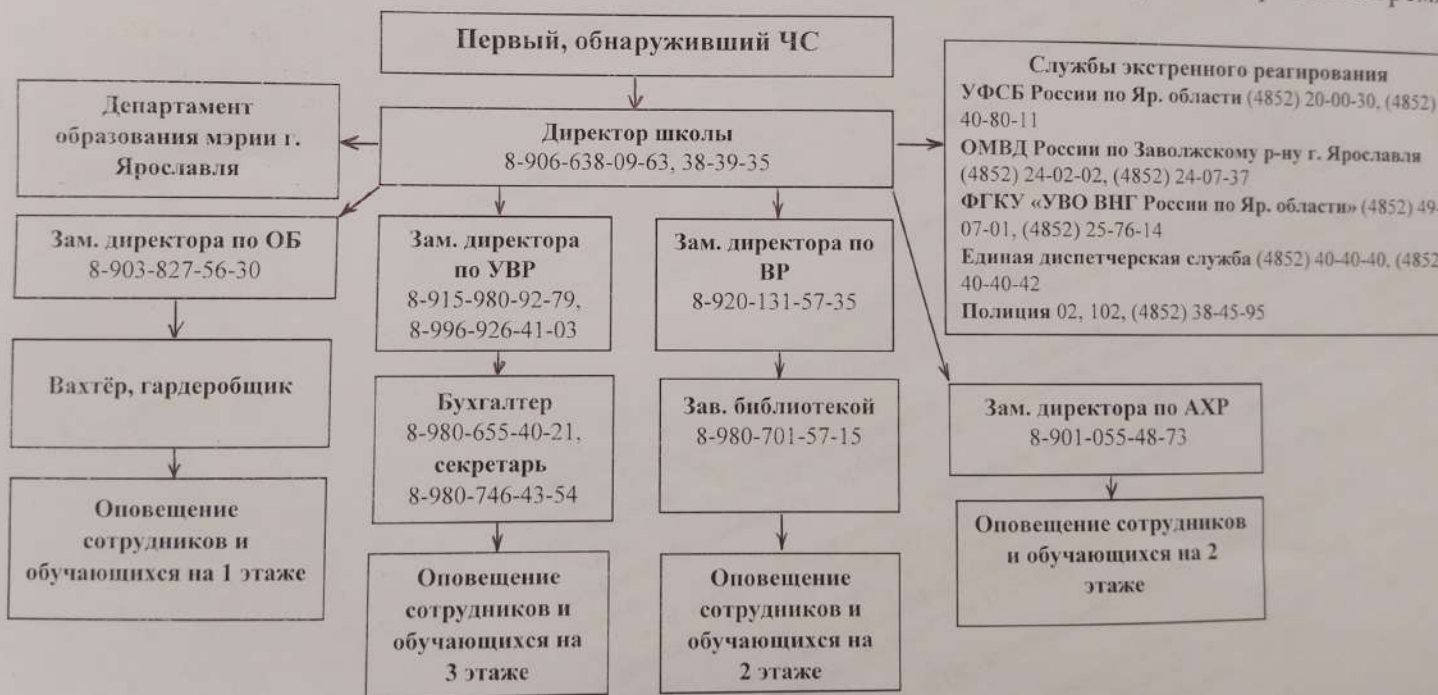 Первый, обнаруживший ЧС
Департамент
образования мэрии г.
Ярославля
Директор школы
8-906-638-09-63, 38-39-35
Службы экстренного реагирования
УФСБ России по Яр. области (4852) 20-00-30, (4852)
40-80-11
ОМВД России по Заволжскому р-ну г. Ярославля
(4852) 24-02-02, (4852) 24-07-37
ФГКУ «УВО ВНГ России по Яр. области» (4852) 49-
07-01, (4852) 25-76-14
Единая диспетчерская служба (4852) 40-40-40, (4852
40-40-42
Полиция 02, 102, (4852) 38-45-95
Зам. директора по ОБ
8-903-827-56-30
Зам. директора
по УВР
8-915-980-92-79,
8-996-926-41-03
Зам. директора по
ВР
8-920-131-57-35
Вахтёр, гардеробщик
Бухгалтер
8-980-655-40-21,
секретарь
8-980-746-43-54
Зав. библиотекой
8-980-701-57-15
Зам. директора по АХР
8-901-055-48-73
Оповещение
сотрудников и
обучающихся на 1 этаже
Оповещение
сотрудников и
обучающихся на
3 этаже
Оповещение
сотрудников и
обучающихся на
2 этаже
Оповещение сотрудников
и обучающихся на 2
этаже